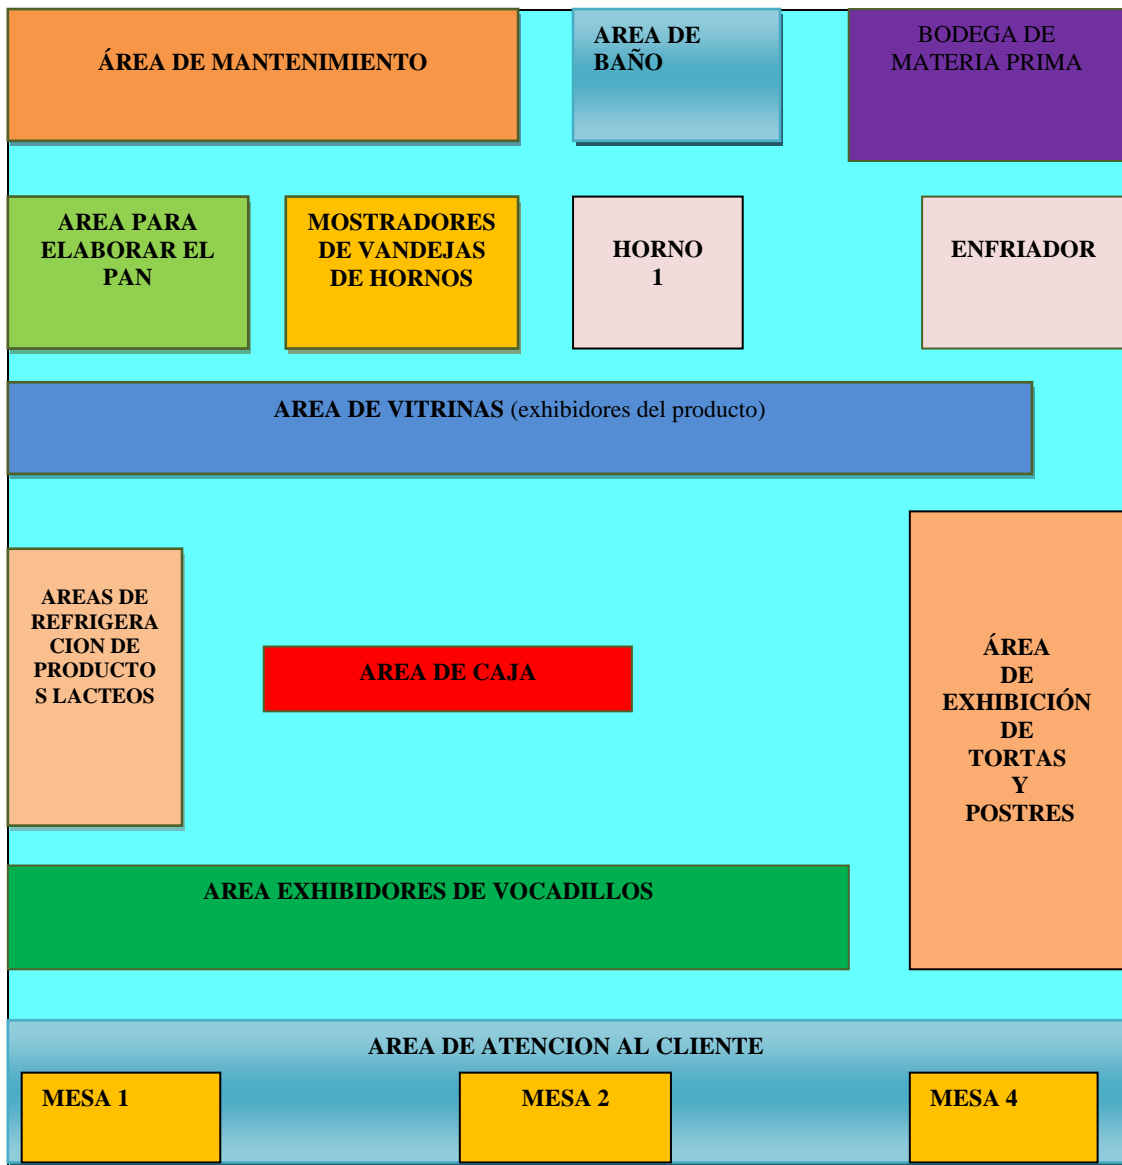 ÁREA DE MANTENIMIENTO
AREA DE
BAÑO
BODEGA DE
MATERIA PRIMA
AREA PARA
ELABORAR EL
PAN
MOSTRADORES
DE VANDEJAS
DE HORNOS
HORNO
1
ENFRIADOR
AREA DE VITRINAS (exhibidores del producto)
AREAS DE
REFRIGERA
CION DE
PRODUCTO
S LACTEOS
AREA DE CAJA
ÁREA
DE
EXHIBICIÓN
DE
TORTAS
Y
POSTRES
AREA EXHIBIDORES DE VOCADILLOS
AREA DE ATENCION AL CLIENTE
MESA 1
MESA 2
MESA 4